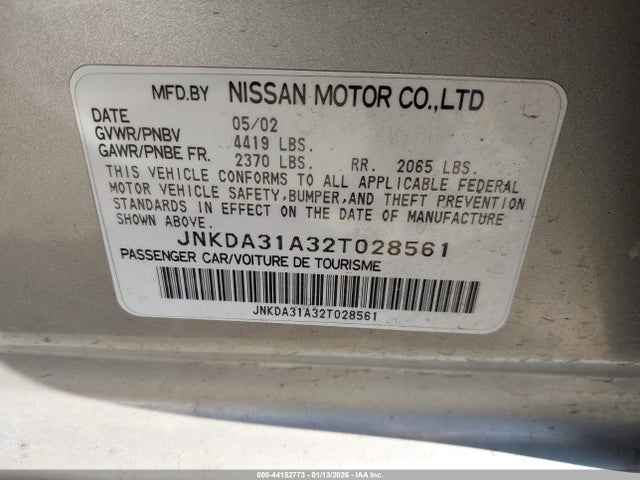 MFD.BY NISSAN MOTOR CO.,LTD
DATE 05/02
GVWR/PNBV 4419 LBS.
GAWR/PNBE FR. 2370 LBS. RR. 2065 LBS.
THIS VEHICLE CONFORMS TO ALL APPLICABLE FEDERAL
MOTOR VEHICLE SAFETY,BUMPER,AND THEFT PREVENTION
STANDARDS IN EFFECT ON THE DATE OF MANUFACTURE
SHOWN ABOVE.
JNKDA31A32T028561
PASSENGER CAR/VOITURE DE TOURISME
JNKDA31A32T028561
000-44152773 - 01/13/2026 - IAA Inc.